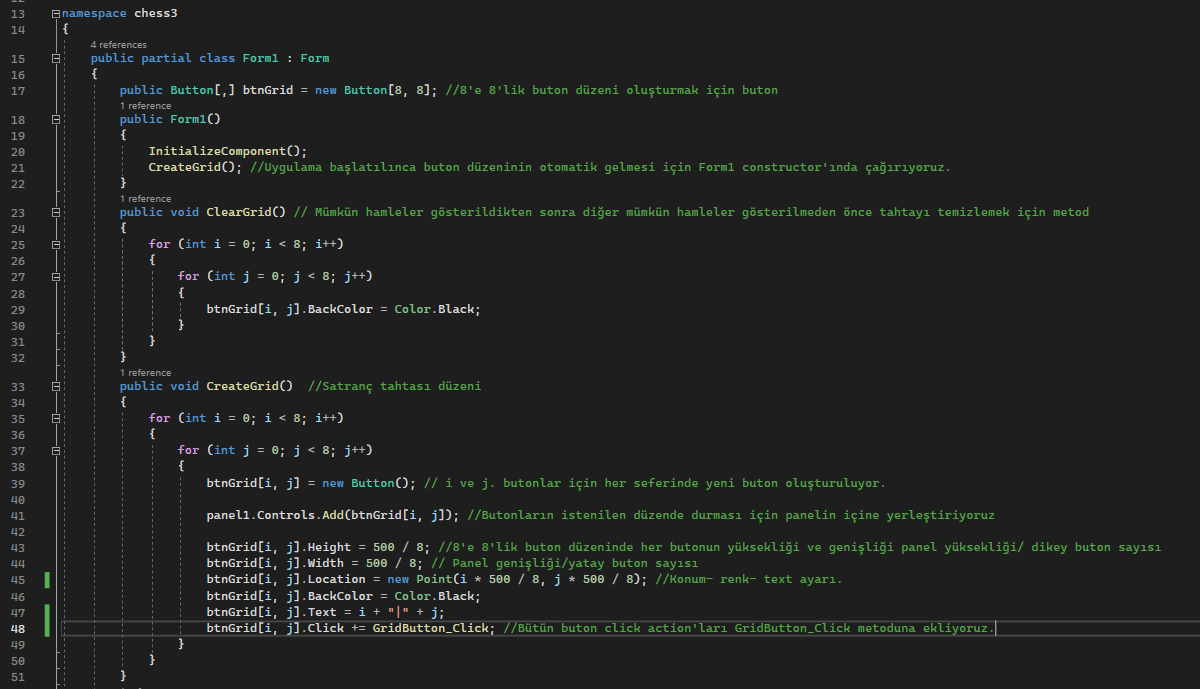 13 namespace chess3
14 {
4 references
15 public partial class Form1 : Form
16 {
17 public Button[,] btnGrid = new Button[8, 8]; //8'e 8'lik buton düzeni oluşturmak için buton
1 reference
18 public Form1()
19 {
20 InitializeComponent();
21 CreateGrid(); //Uygulama başlatılınca buton düzeninin otomatik gelmesi için Form1 constructor'ında çağırıyoruz.
22 }
1 reference
23 public void ClearGrid() // Mümkün hamleler gösterildikten sonra diğer mümkün hamleler gösterilmeden önce tahtayı temizlemek için metod
24 {
25 for (int i = 0; i < 8; i++)
26 {
27 for (int j = 0; j < 8; j++)
28 {
29 btnGrid[i, j].BackColor = Color.Black;
30 }
31 }
32 }
1 reference
33 public void CreateGrid() //Satranç tahtası düzeni
34 {
35 for (int i = 0; i < 8; i++)
36 {
37 for (int j = 0; j < 8; j++)
38 {
39 btnGrid[i, j] = new Button(); // i ve j. butonlar için her seferinde yeni buton oluşturuluyor.
40
41 panel1.Controls.Add(btnGrid[i, j]); //Butonların istenilen düzende durması için panelin içine yerleştiriyoruz
42
43 btnGrid[i, j].Height = 500 / 8; //8'e 8'lik buton düzeninde her butonun yüksekliği ve genişliği panel yüksekliği/ dikey buton sayısı
44 btnGrid[i, j].Width = 500 / 8; // Panel genişliği/yatay buton sayısı
45 btnGrid[i, j].Location = new Point(i * 500 / 8, j * 500 / 8); //Konum- renk- text ayarı.
46 btnGrid[i, j].BackColor = Color.Black;
47 btnGrid[i, j].Text = i + "|" + j;
48 btnGrid[i, j].Click += GridButton_Click; //Bütün buton click action'ları GridButton_Click metoduna ekliyoruz.
49 }
50 }
51 }